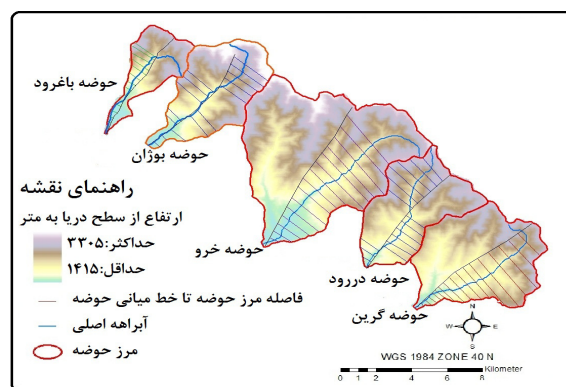 حوضه باغرود
حوضه بوژان
حوضه خرو
حوضه دررود
حوضه گرین
راهنمای نقشه
ارتفاع از سطح دریا به متر
حداکثر:۳۳۰۵
حداقل:۱۴۱۵
فاصله مرز حوضه تا خط میانی حوضه
آبراهه اصلی
مرز حوضه
N
W E
S
WGS 1984 ZONE 40 N
Kilometer
0 1 2 4 6 8